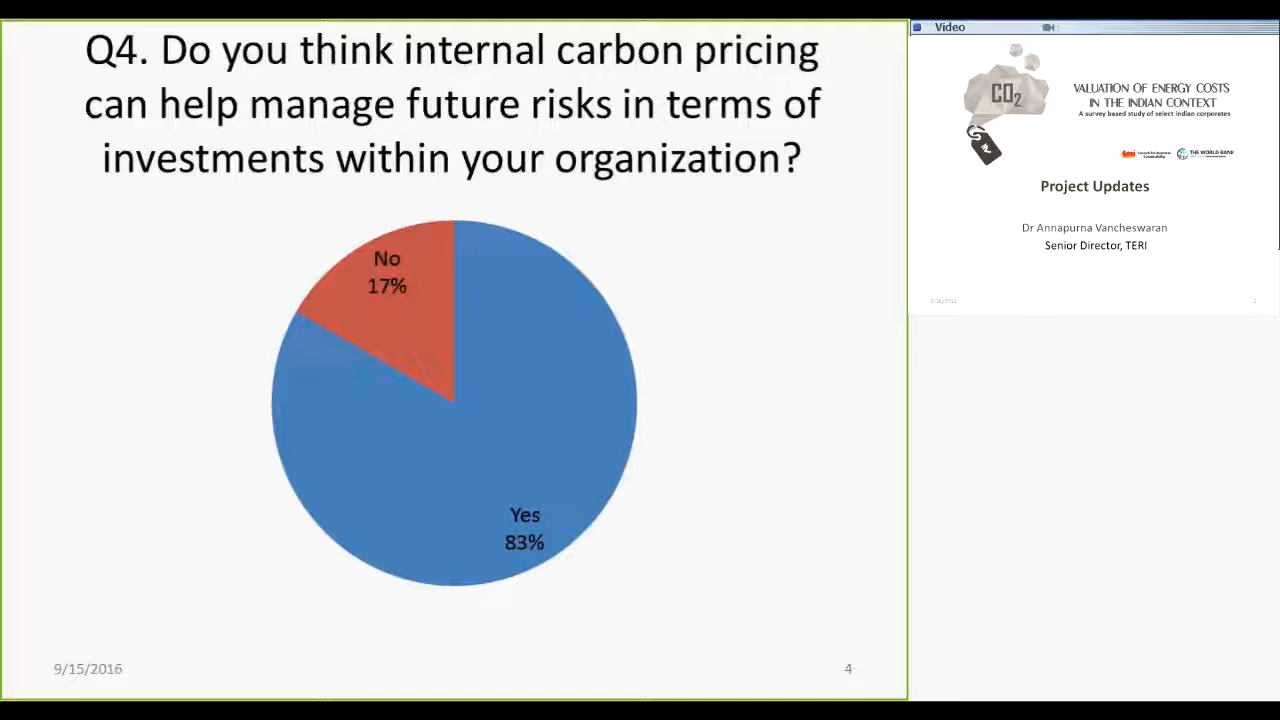 Q4. Do you think internal carbon pricing
can help manage future risks in terms of
investments within your organization?
No
17%
Yes
83%
9/15/2016
4
Video
CO2
VALUATION OF ENERGY COSTS
IN THE INDIAN CONTEXT
A survey based study of select indian corporates
THE WORLD BANK
Project Updates
Dr Annapurna Vancheswaran
Senior Director, TERI